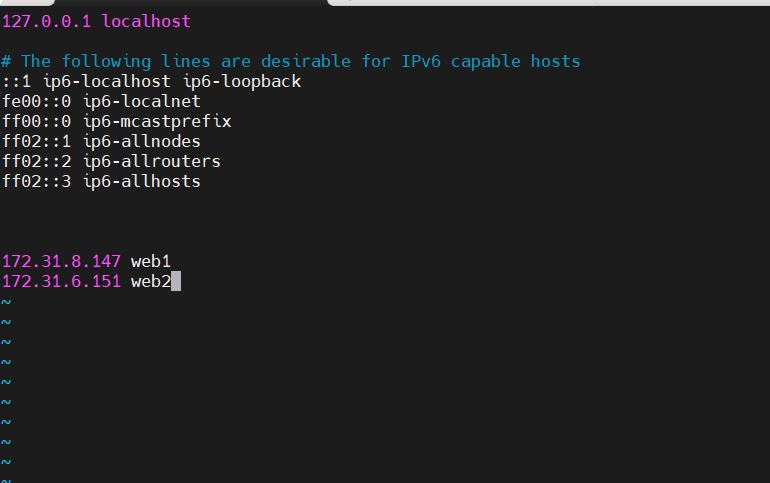 127.0.0.1 localhost
# The following lines are desirable for IPv6 capable hosts
::1 ip6-localhost ip6-loopback
fe00::0 ip6-localnet
ff00::0 ip6-mcastprefix
ff02::1 ip6-allnodes
ff02::2 ip6-allrouters
ff02::3 ip6-allhosts
172.31.8.147 web1
172.31.6.151 web2
~
~
~
~
~
~
~
~
~
~